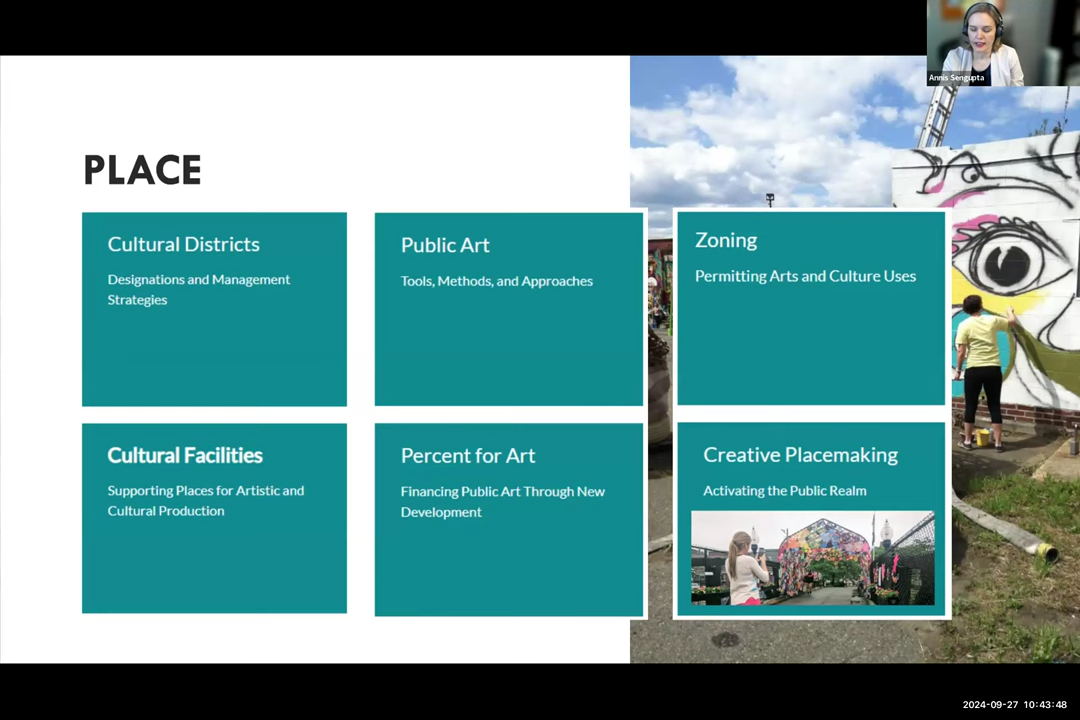 Annis Sengupta
PLACE
Cultural Districts
Designations and Management
Strategies
Public Art
Tools, Methods, and Approaches
Zoning
Permitting Arts and Culture Uses
Cultural Facilities
Supporting Places for Artistic and
Cultural Production
Percent for Art
Financing Public Art Through New
Development
Creative Placemaking
Activating the Public Realm
2024-09-27 10:43:48